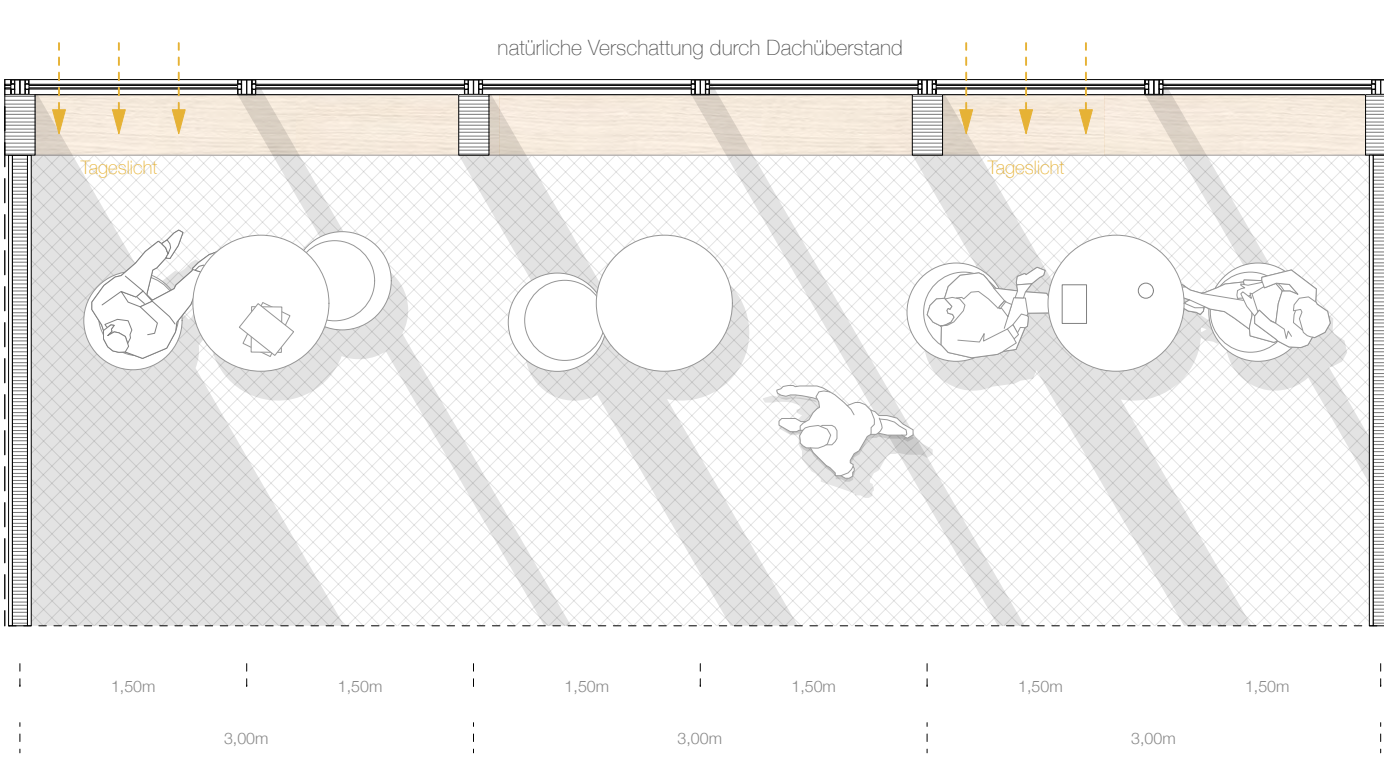 natürliche Verschattung durch Dachüberstand
Tageslicht
Tageslicht
1,50m
1,50m
1,50m
1,50m
1,50m
1,50m
3,00m
3,00m
3,00m